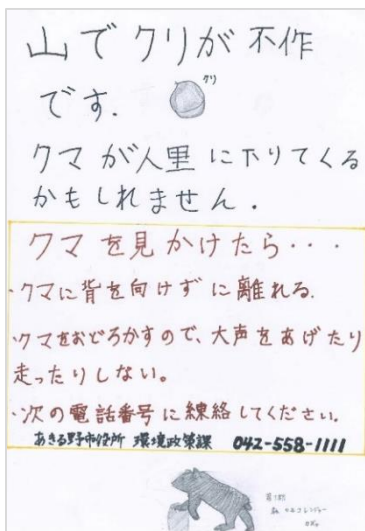 山でクリが不作
です.
クリ
クマが人里に下りてくる
かもしれません.
クマを見かけたら・・・
・クマに背を向けずに離れる.
・クマをおどろかすので、大声をあげたり
走ったりしない。
・次の電話番号に練絡してください.
あきる野市役所 環境政策課 042-558-1111